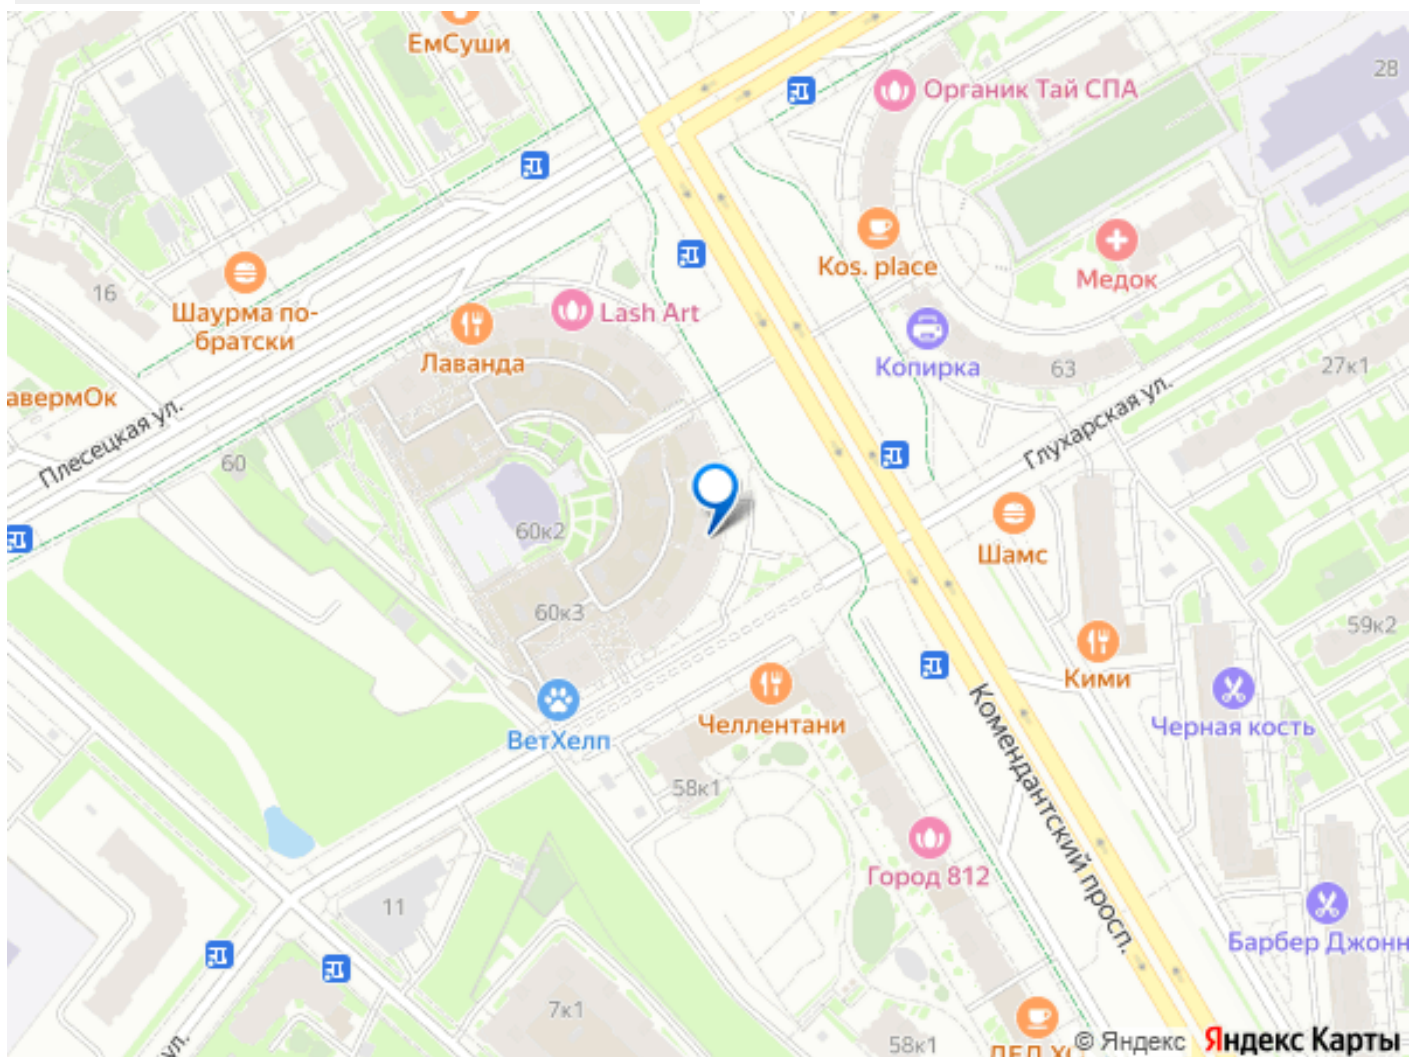 ЕмСуши
28
Органик Тай СПА
Kos. place
Медок
16
Шаурма по-
братски
Lash Art
Лаванда
Копирка
63
27к1
авермОк
Плесецкая ул.
60
Глухарская ул.
60к2
Шамс
60к3
59к2
Кими
Челлентани
ВетХелп
Черная кость
58к1
Комендантский просп.
Город 812
11
Барбер Джонн
7к1
ул.
58к1
© Яндекс
Яндекс Карты